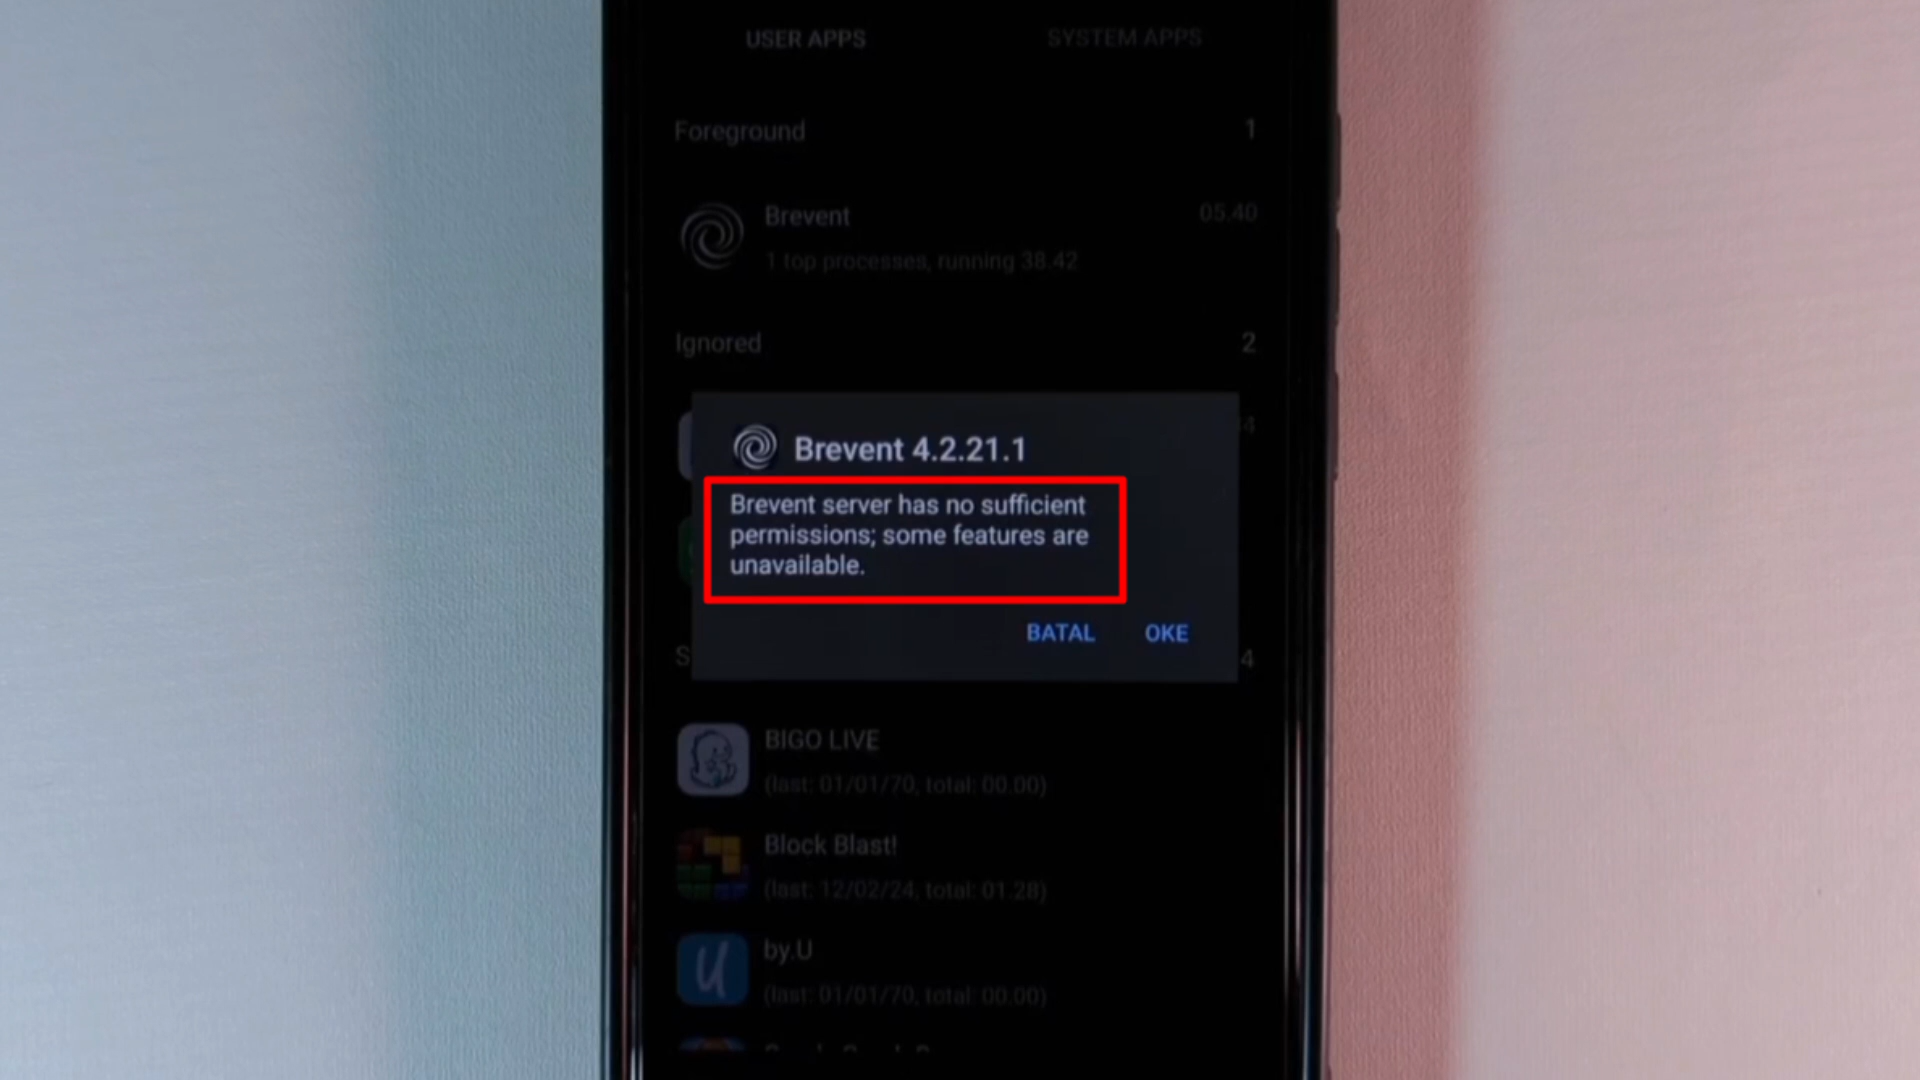 USER APPS SYSTEM APPS
Foreground 1
Brevent 05.40
1 top processes, running 38.42
Ignored 2
Brevent 4.2.21.1
Brevent server has no sufficient
permissions; some features are
unavailable.
BATAL OKE
S 4
BIGO LIVE
(last: 01/01/70, total: 00.00)
Block Blast!
(last: 12/02/24, total: 01.28)
by.U
(last: 01/01/70, total: 00.00)